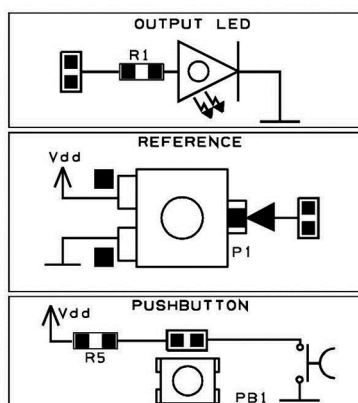 OUTPUT LED
R1
REFERENCE
Vdd
P1
PUSHBUTTON
Vdd
R5
PB1